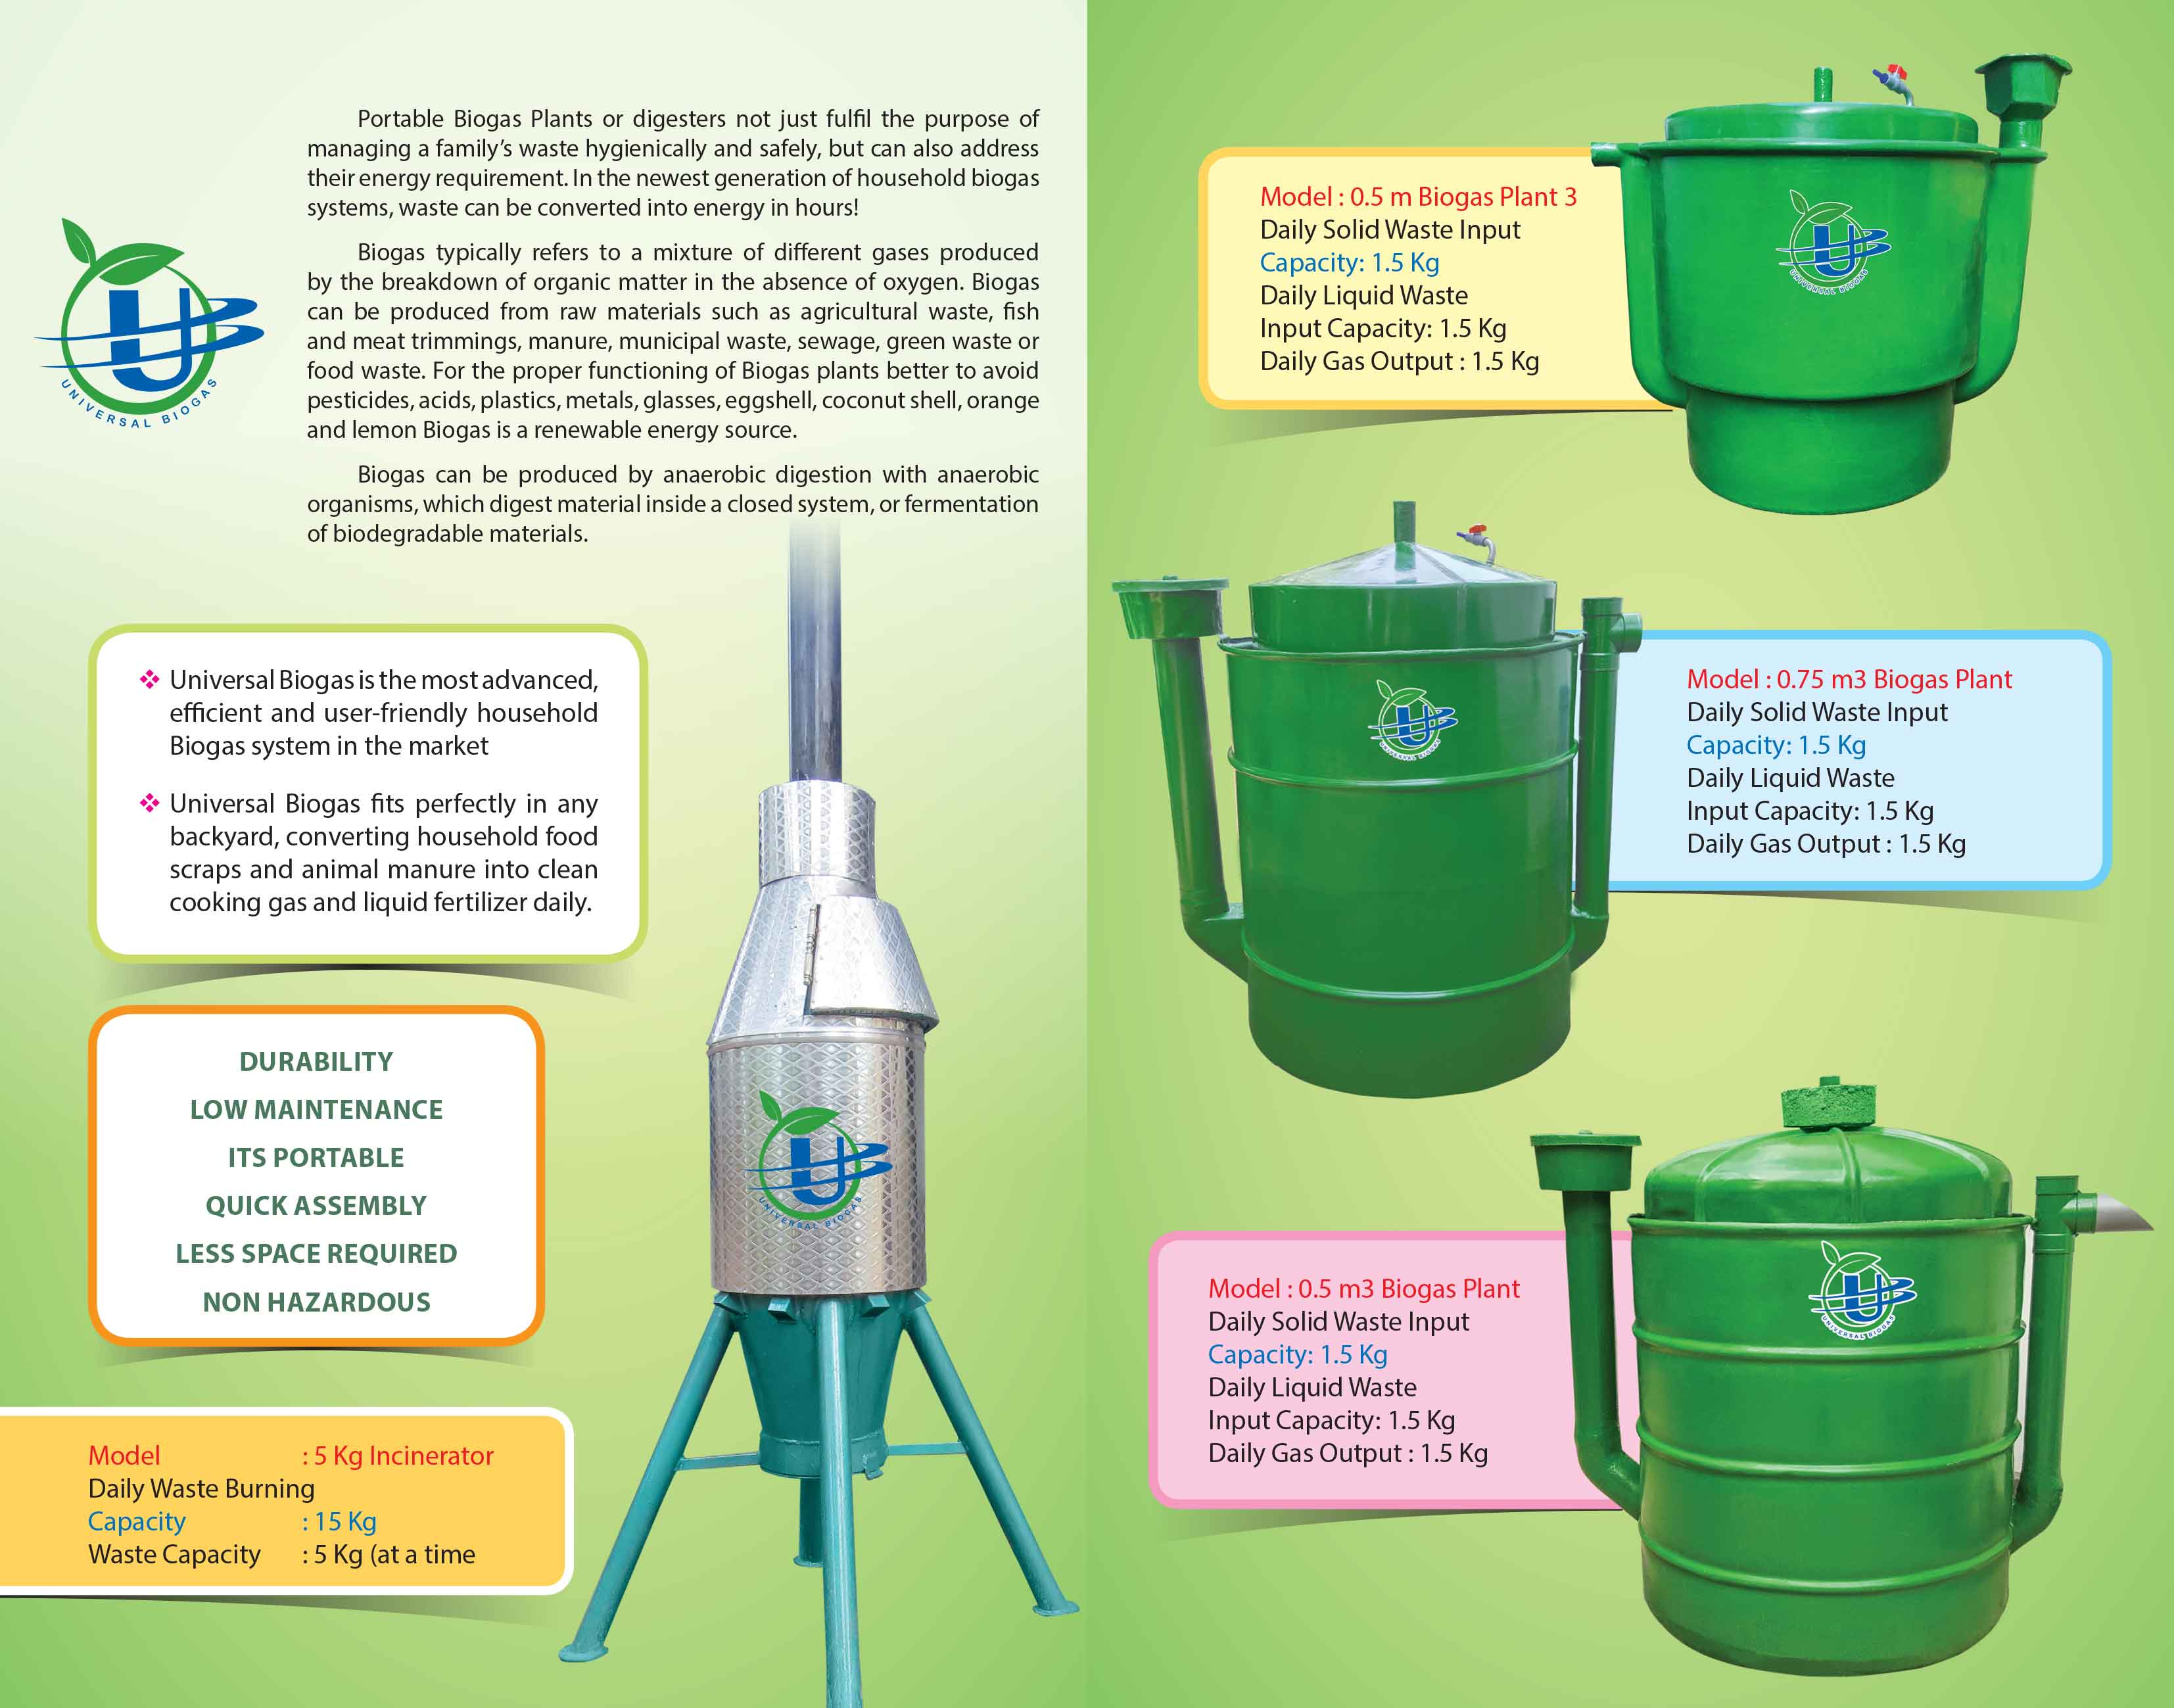 Portable Biogas Plants or digesters not just fulfil the purpose of
managing a family's waste hygienically and safely, but can also address
their energy requirement. In the newest generation of household biogas
systems, waste can be converted into energy in hours!
Biogas typically refers to a mixture of different gases produced
by the breakdown of organic matter in the absence of oxygen. Biogas
can be produced from raw materials such as agricultural waste, fish
and meat trimmings, manure, municipal waste, sewage, green waste or
food waste. For the proper functioning of Biogas plants better to avoid
pesticides, acids, plastics, metals, glasses, eggshell, coconut shell, orange
and lemon Biogas is a renewable energy source.
Biogas can be produced by anaerobic digestion with anaerobic
organisms, which digest material inside a closed system, or fermentation
of biodegradable materials.
U
UNIVERSAL BIOGAS
❖ Universal Biogas is the most advanced,
efficient and user-friendly household
Biogas system in the market
❖ Universal Biogas fits perfectly in any
backyard, converting household food
scraps and animal manure into clean
cooking gas and liquid fertilizer daily.
DURABILITY
LOW MAINTENANCE
ITS PORTABLE
QUICK ASSEMBLY
LESS SPACE REQUIRED
NON HAZARDOUS
U
UNIVERSAL BIOGAS
Model : 5 Kg Incinerator
Daily Waste Burning
Capacity : 15 Kg
Waste Capacity : 5 Kg (at a time
Model : 0.5 m Biogas Plant 3
Daily Solid Waste Input
Capacity: 1.5 Kg
Daily Liquid Waste
Input Capacity: 1.5 Kg
Daily Gas Output : 1.5 Kg
U
UNIVERSAL BIOGAS
Model : 0.75 m3 Biogas Plant
Daily Solid Waste Input
Capacity: 1.5 Kg
Daily Liquid Waste
Input Capacity: 1.5 Kg
Daily Gas Output : 1.5 Kg
U
UNIVERSAL BIOGAS
Model : 0.5 m3 Biogas Plant
Daily Solid Waste Input
Capacity: 1.5 Kg
Daily Liquid Waste
Input Capacity: 1.5 Kg
Daily Gas Output : 1.5 Kg
U
UNIVERSAL BIOGAS